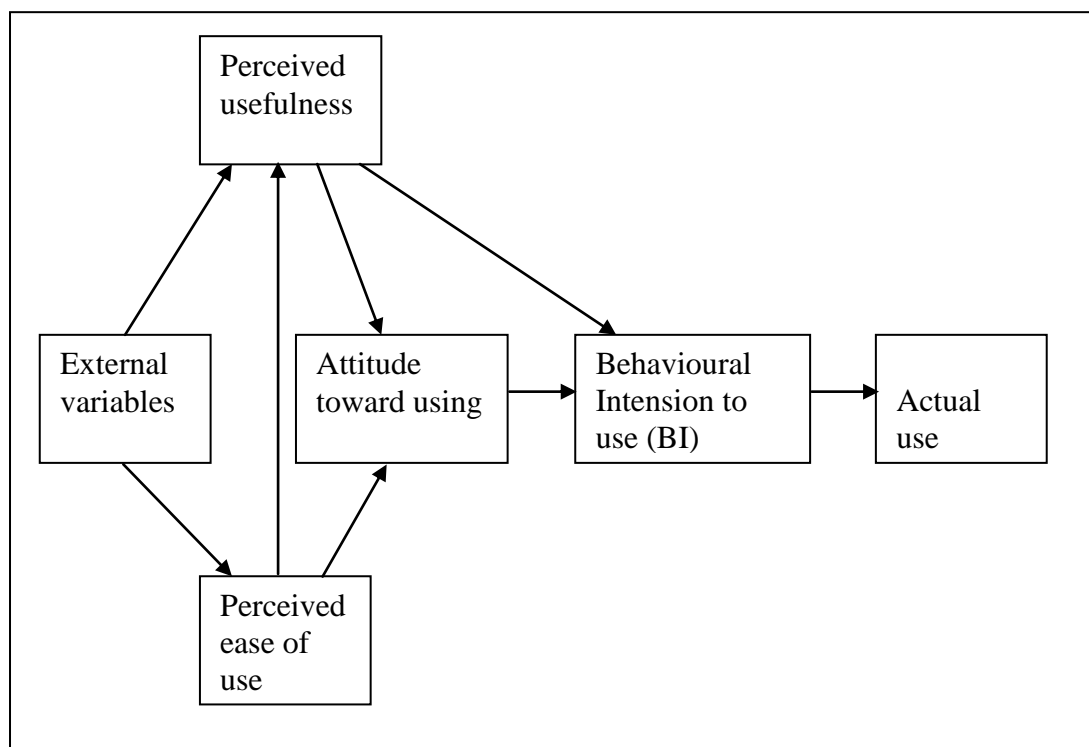 Perceived
usefulness
External
variables
Attitude
toward using
Behavioural
Intension to
use (BI)
Actual
use
Perceived
ease of
use